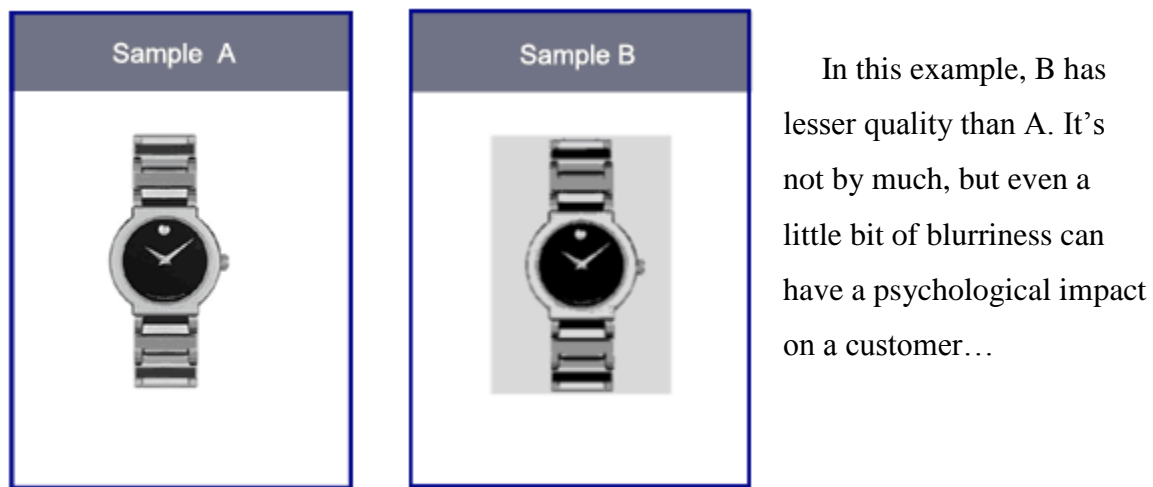 Sample A
Sample B
In this example, B has
lesser quality than A. It’s
not by much, but even a
little bit of blurriness can
have a psychological impact
on a customer…